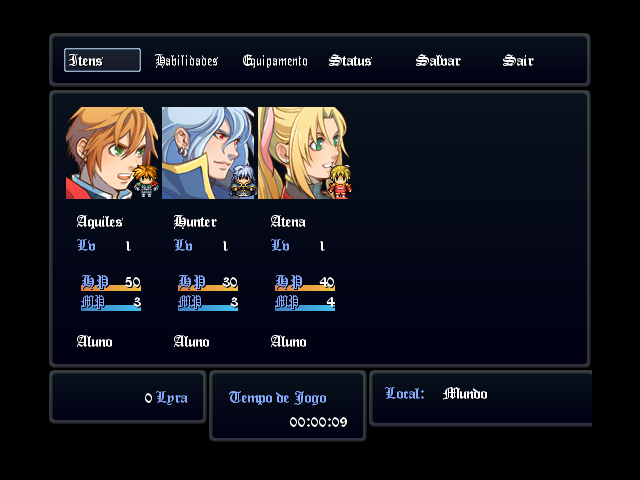 Itens Habilidades Equipamento Status Salvar Sair
Aquiles Hunter Atena
Lv 1 Lv 1 Lv 1
HP 50 HP 30 HP 40
MP 3 MP 3 MP 4
Aluno Aluno Aluno
0 Lyra
Tempo de Jogo
00:00:09
Local: Mundo